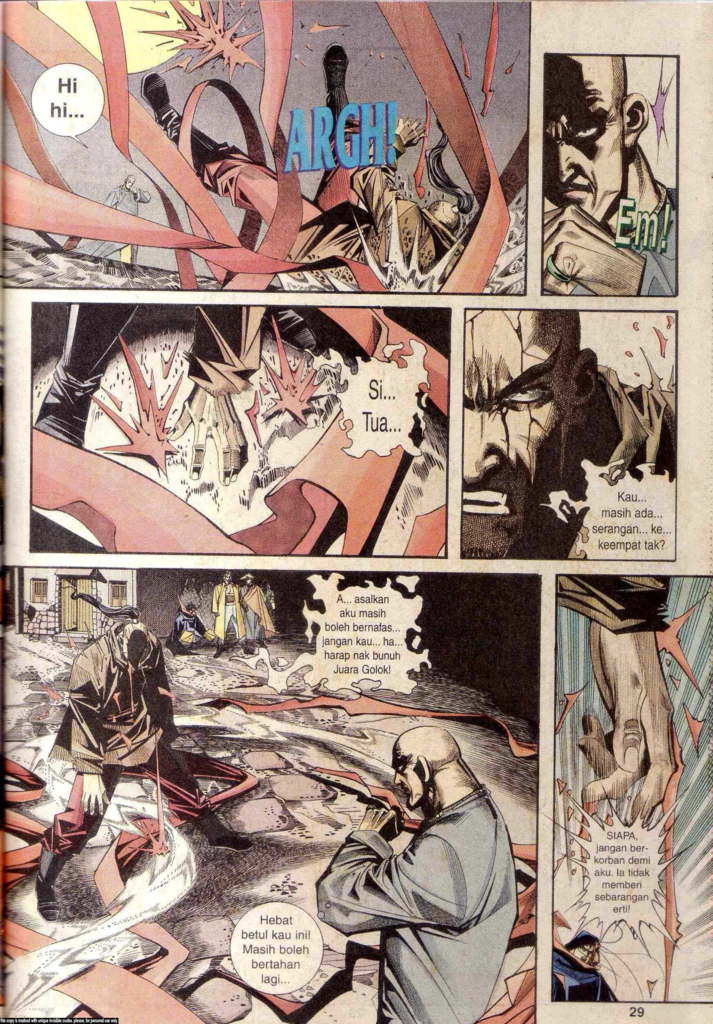 Hi
hi...
ARGH!
Em!
Si...
Tua...
Kau...
masih ada...
serangan... ke...
keempat tak?
A... asalkan
aku masih
boleh bernafas...
jangan kau... ha...
harap nak bunuh
Juara Golok!
Hebat
betul kau ini!
Masih boleh
bertahan
lagi...
SIAPA,
jangan ber-
korban demi
aku. Ia tidak
memberi
sebarangan
erti!
29